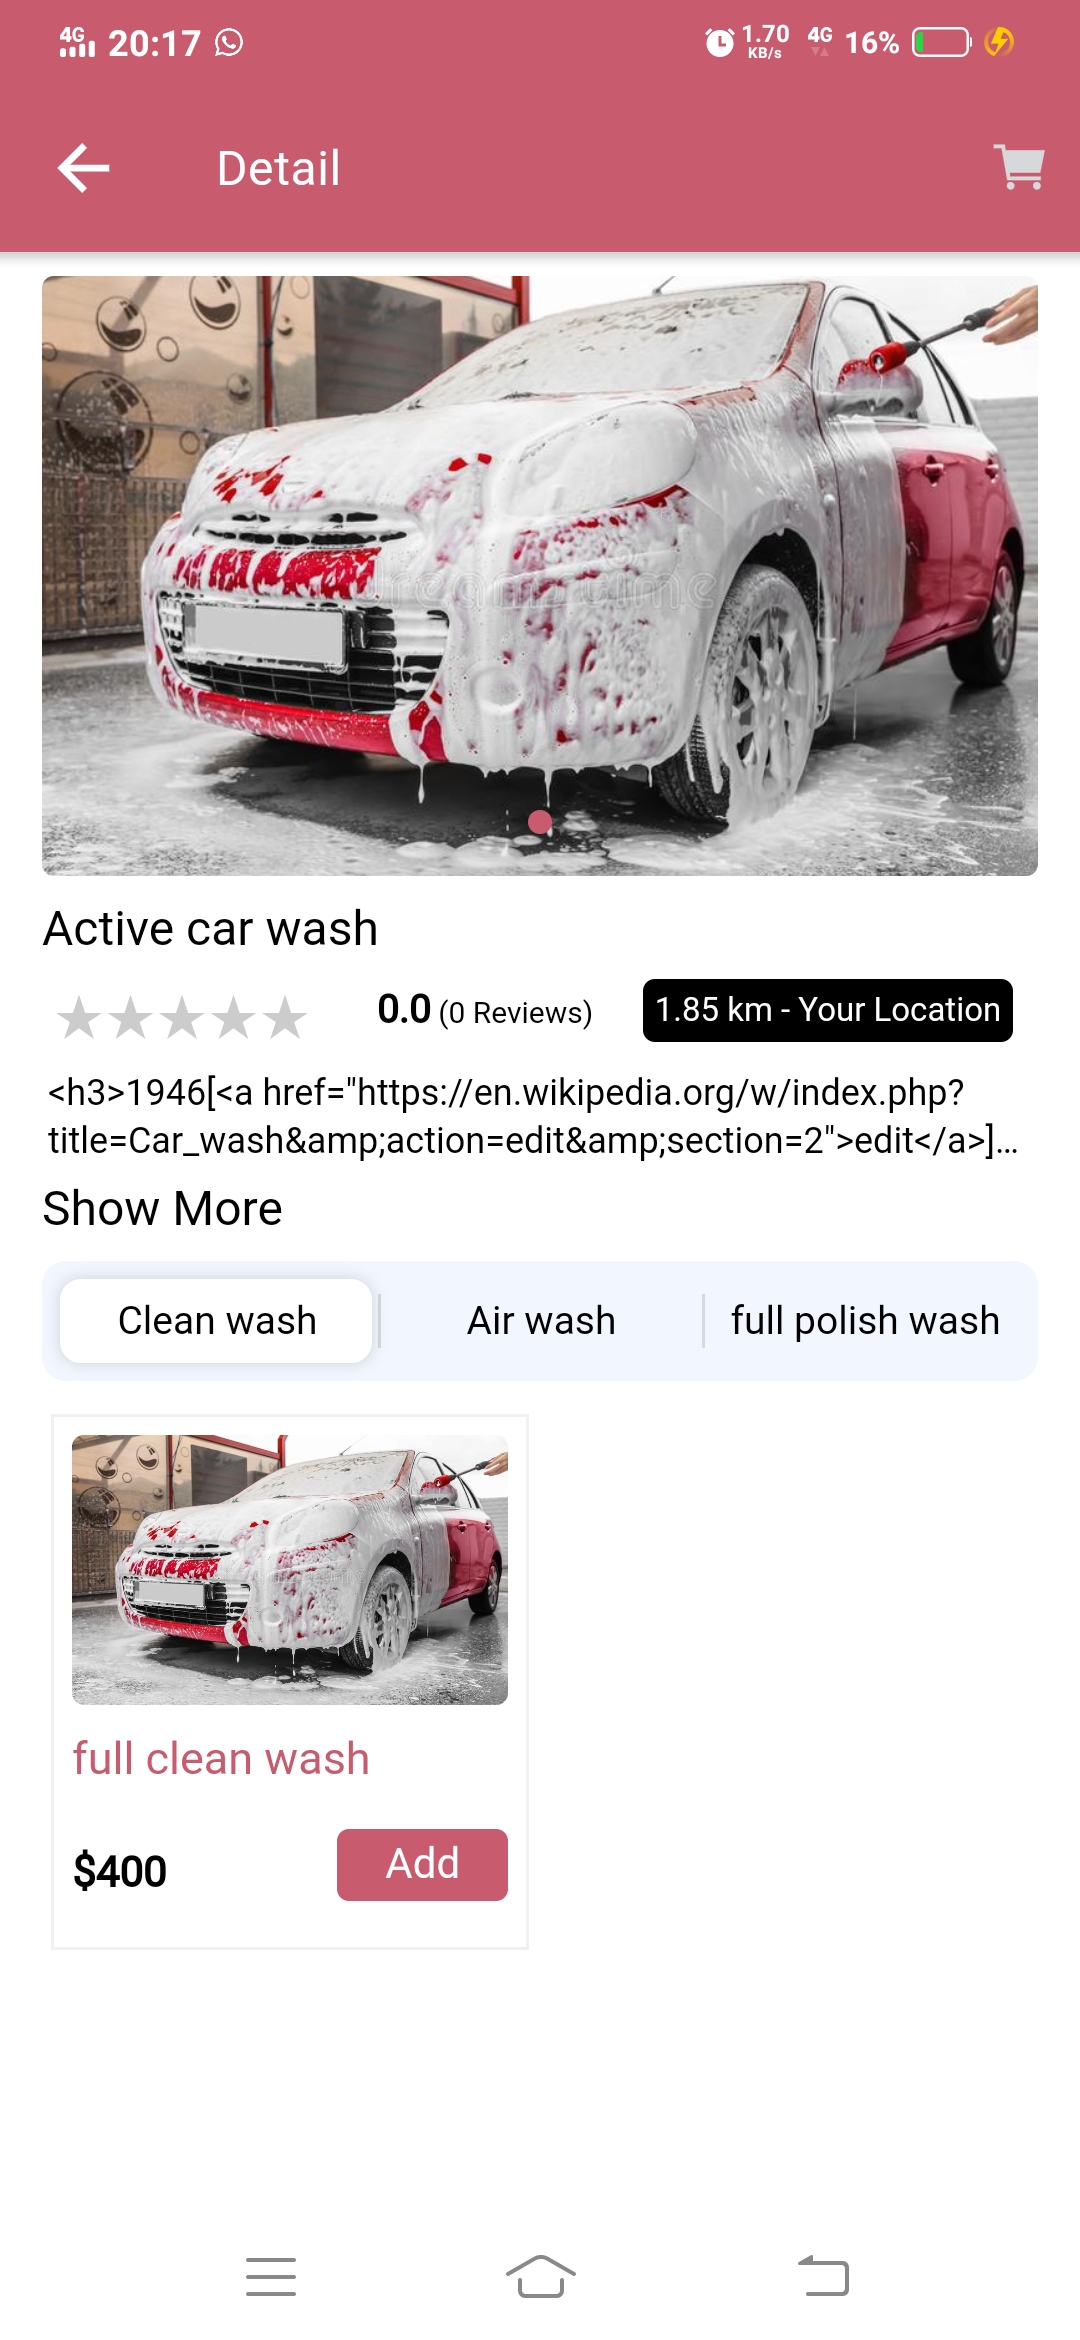 4G 20:17 1.70 KB/s 4G 16%
Detail
dreamstime
Active car wash
0.0 (0 Reviews) 1.85 km - Your Location
<h3>1946[<a href="https://en.wikipedia.org/w/index.php?
title=Car_wash&amp;action=edit&amp;section=2">edit</a>]...
Show More
Clean wash Air wash full polish wash
full clean wash
$400 Add